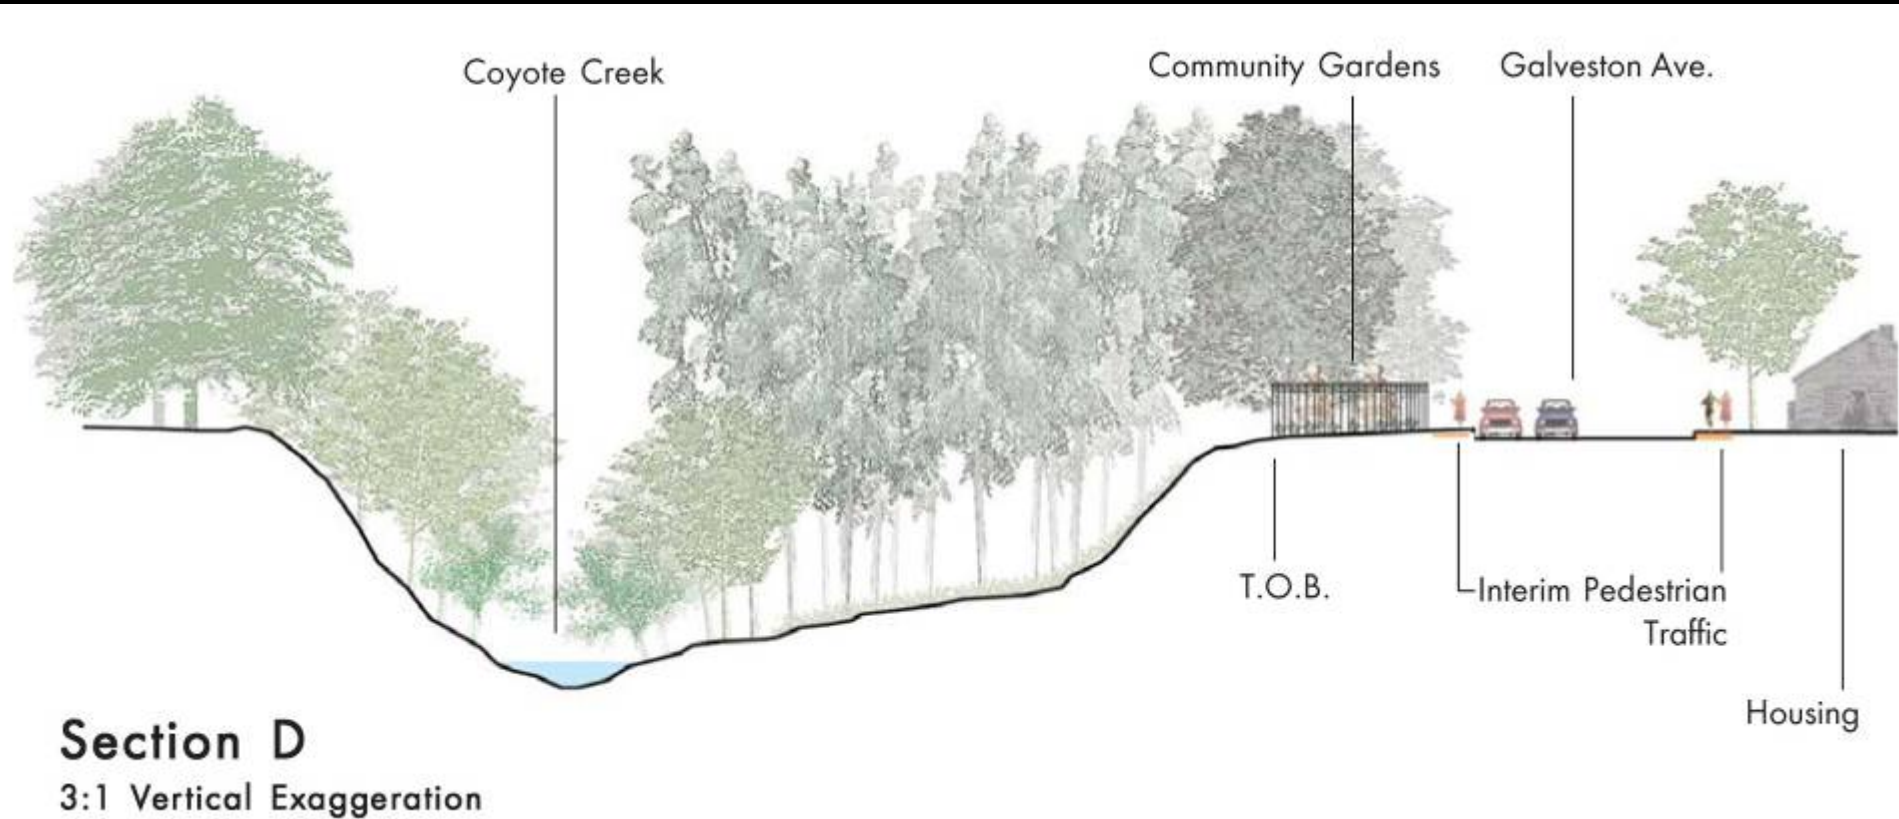 Coyote Creek
Community Gardens
Galveston Ave.
T.O.B.
Interim Pedestrian
Traffic
Housing
Section D
3:1 Vertical Exaggeration